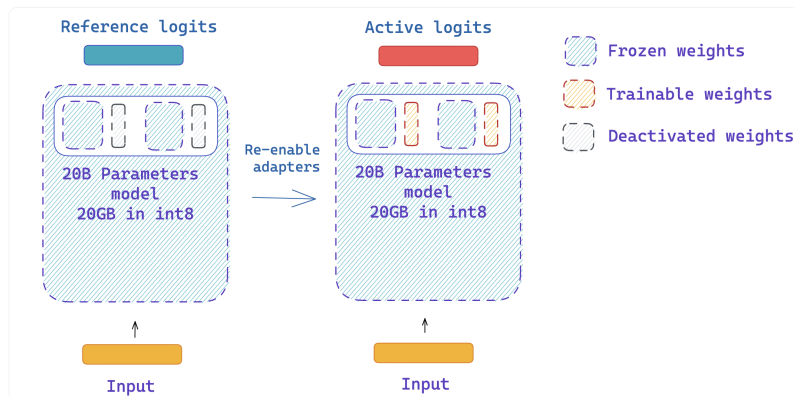 Reference logits
Active logits
Frozen weights
Trainable weights
Deactivated weights
Re-enable
adapters
20B Parameters
model
20GB in int8
20B Parameters
model
20GB in int8
Input
Input